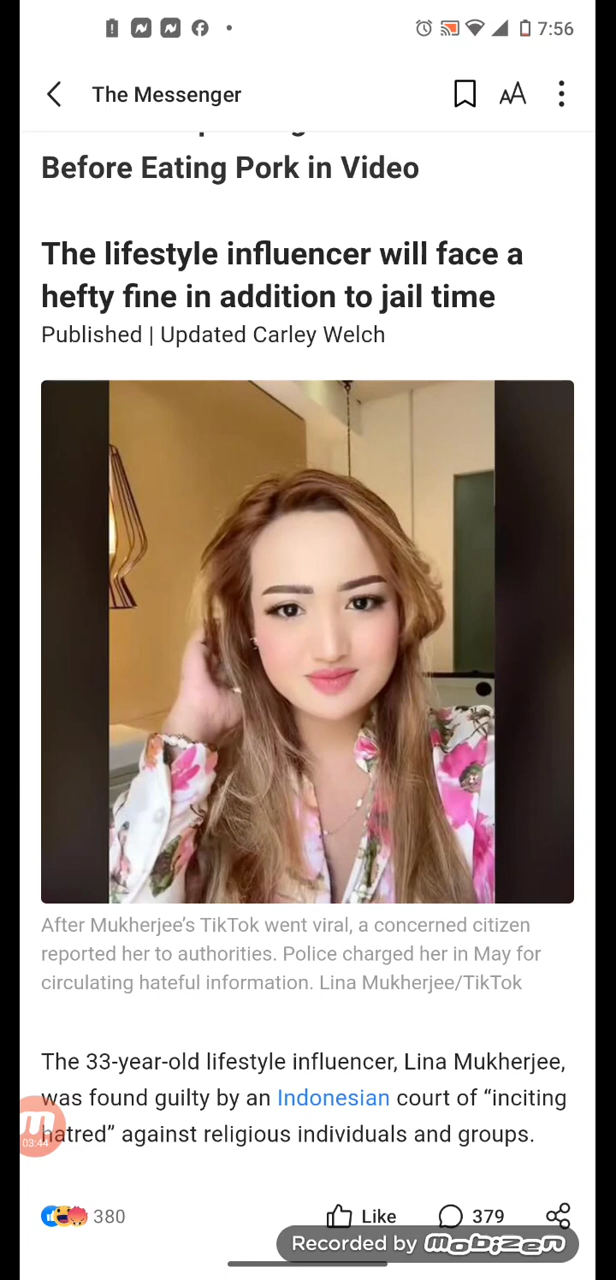 7:56
The Messenger
AA
Before Eating Pork in Video
The lifestyle influencer will face a
hefty fine in addition to jail time
Published | Updated Carley Welch
After Mukherjee’s TikTok went viral, a concerned citizen
reported her to authorities. Police charged her in May for
circulating hateful information. Lina Mukherjee/TikTok
The 33-year-old lifestyle influencer, Lina Mukherjee,
was found guilty by an Indonesian court of “inciting
hatred” against religious individuals and groups.
03:44
380
Like
379
Recorded by mobizen